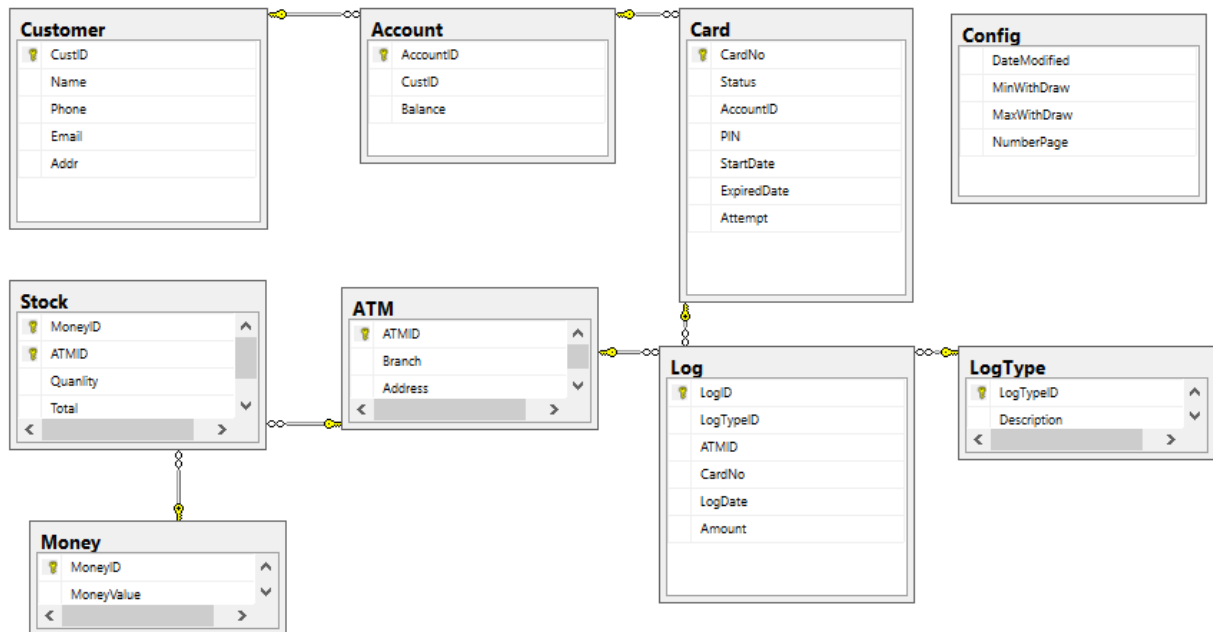 Customer
CustID
Name
Phone
Email
Addr
Account
AccountID
CustID
Balance
Card
CardNo
Status
AccountID
PIN
StartDate
ExpiredDate
Attempt
Config
DateModified
MinWithDraw
MaxWithDraw
NumberPage
Stock
MoneyID
ATMID
Quanlity
Total
ATM
ATMID
Branch
Address
Log
LogID
LogTypeID
ATMID
CardNo
LogDate
Amount
LogType
LogTypeID
Description
Money
MoneyID
MoneyValue